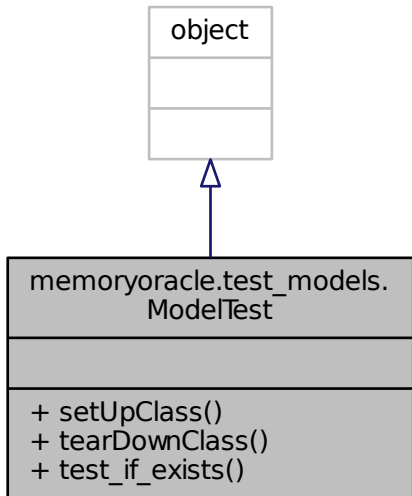 object
memoryoracle.test_models.
ModelTest
+ setUpClass()
+ tearDownClass()
+ test_if_exists()